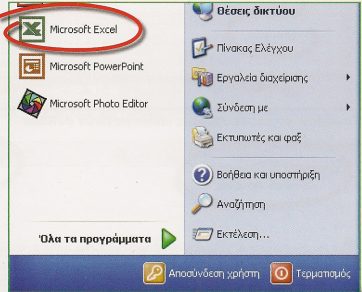 Microsoft Excel
Microsoft PowerPoint
Microsoft Photo Editor
Όλα τα προγράμματα
Θέσεις δικτύου
Πίνακας Ελέγχου
Εργαλεία διαχείρισης
Σύνδεση με
Εκτυπωτές και φαξ
Βοήθεια και υποστήριξη
Αναζήτηση
Εκτέλεση...
Αποσύνδεση χρήστη
Τερματισμός